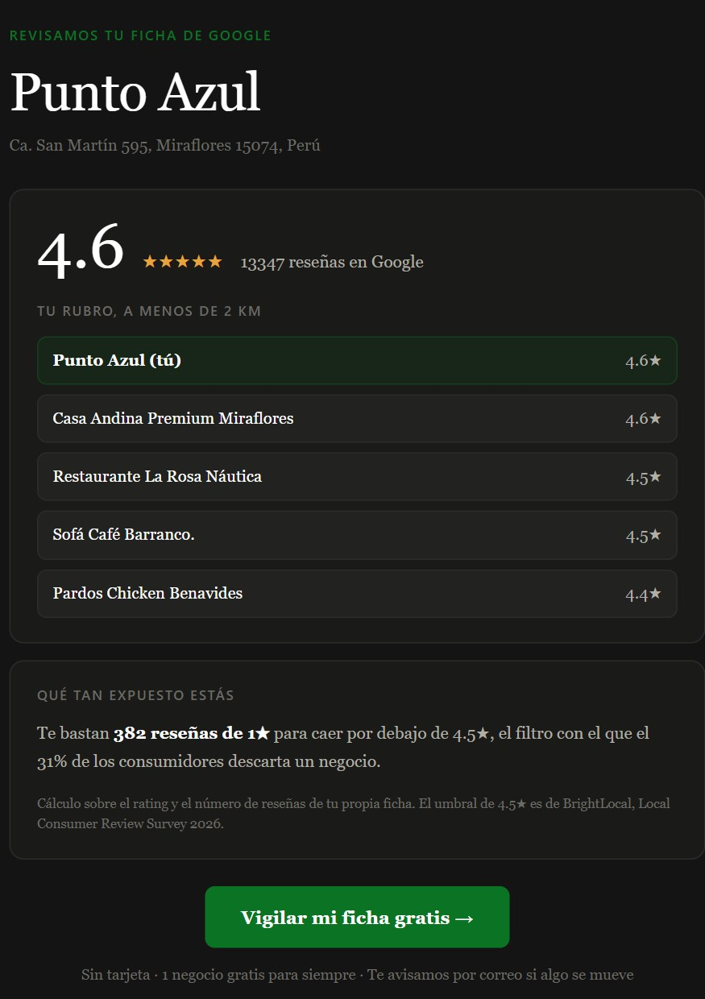 REVISAMOS TU FICHA DE GOOGLE
Punto Azul
Ca. San Martín 595, Miraflores 15074, Perú
4.6 ★★★★★ 13347 reseñas en Google
TU RUBRO, A MENOS DE 2 KM
Punto Azul (tú) 4.6★
Casa Andina Premium Miraflores 4.6★
Restaurante La Rosa Náutica 4.5★
Sofá Café Barranco. 4.5★
Pardos Chicken Benavides 4.4★
QUÉ TAN EXPUESTO ESTÁS
Te bastan 382 reseñas de 1★ para caer por debajo de 4.5★, el filtro con el que el
31% de los consumidores descarta un negocio.
Cálculo sobre el rating y el número de reseñas de tu propia ficha. El umbral de 4.5★ es de BrightLocal, Local
Consumer Review Survey 2026.
Vigilar mi ficha gratis →
Sin tarjeta · 1 negocio gratis para siempre · Te avisamos por correo si algo se mueve